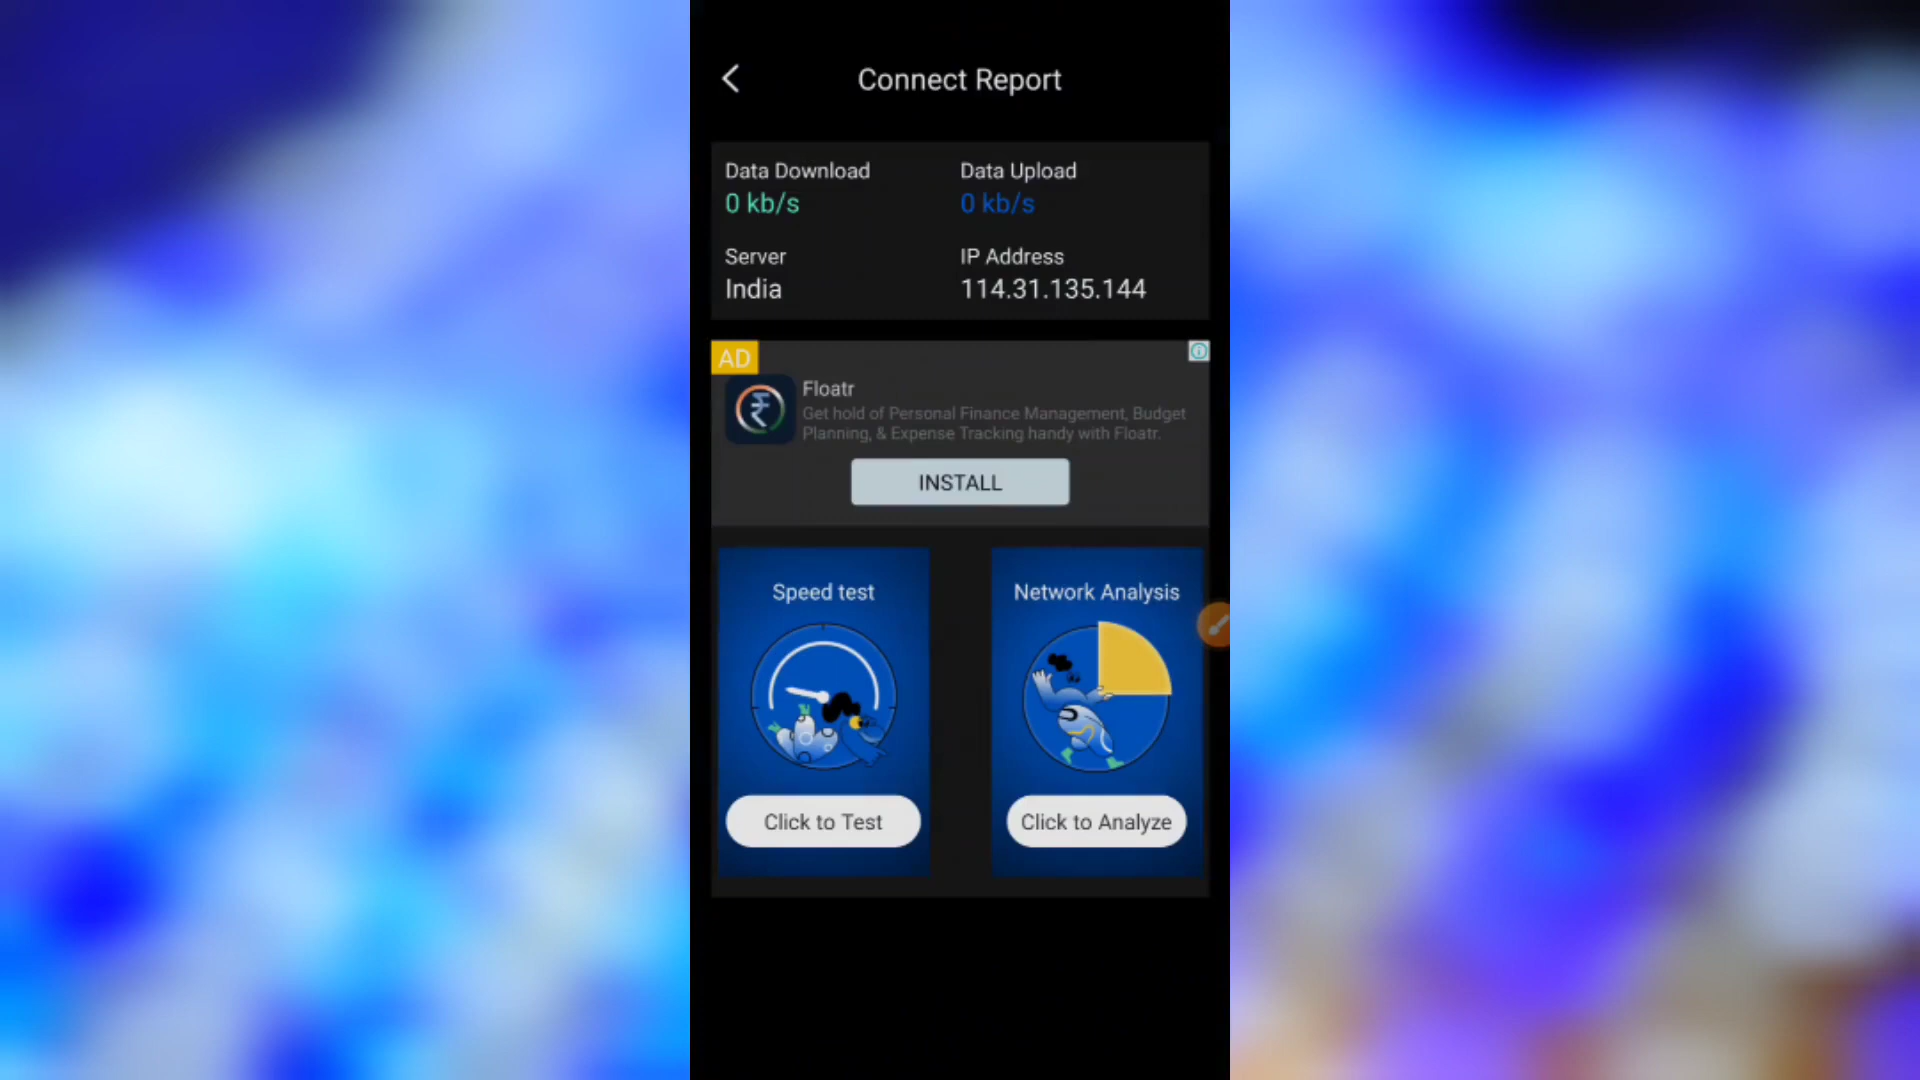 Connect Report
Data Download
0 kb/s
Data Upload
0 kb/s
Server
India
IP Address
114.31.135.144
AD
Floatr
Get hold of Personal Finance Management, Budget
Planning, & Expense Tracking handy with Floatr.
INSTALL
Speed test
Click to Test
Network Analysis
Click to Analyze